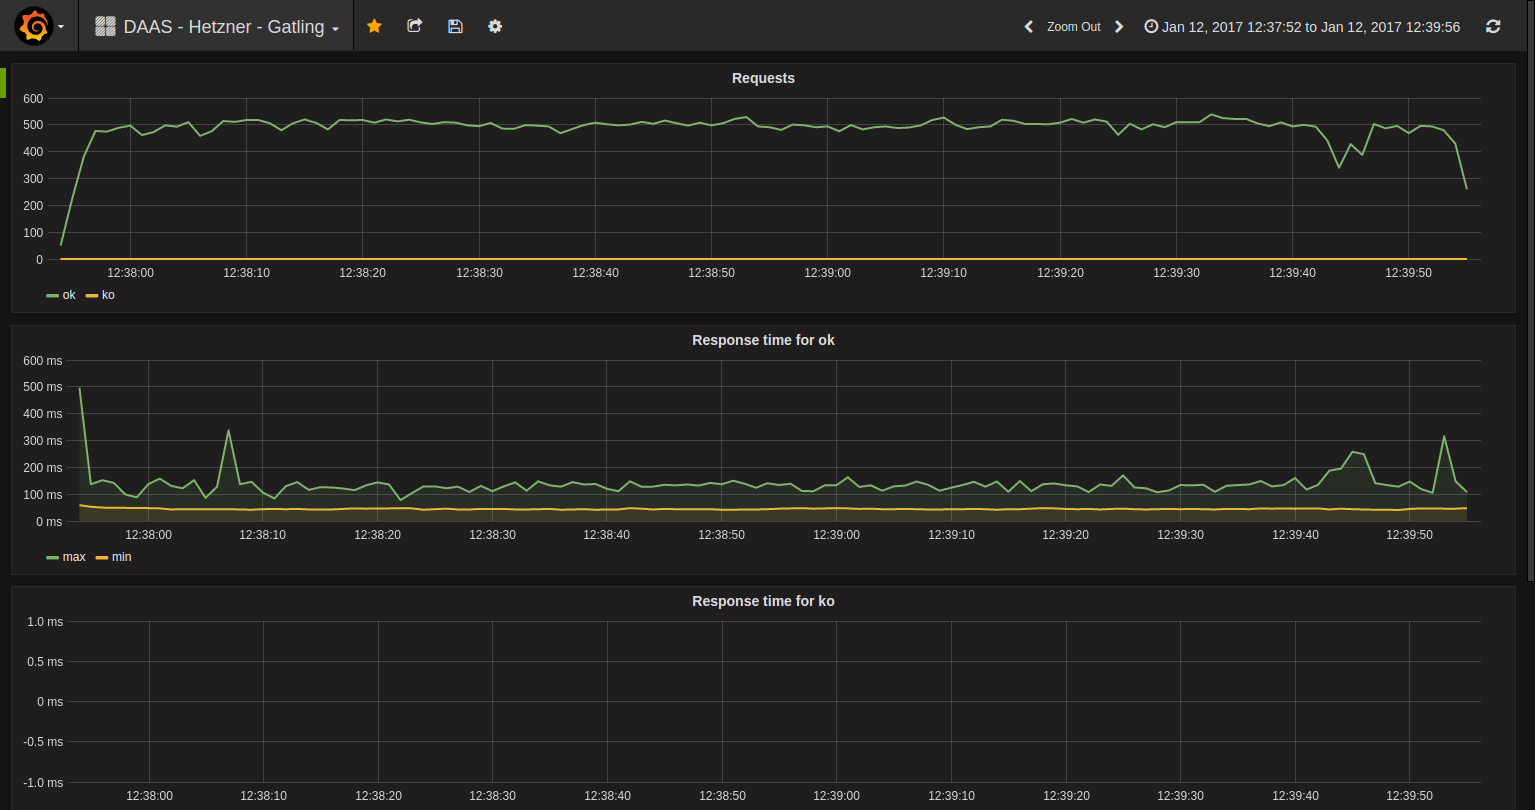 DAAS - Hetzner - Gatling
Zoom Out
Jan 12, 2017 12:37:52 to Jan 12, 2017 12:39:56
Requests
600
500
400
300
200
100
0
12:38:00 12:38:10 12:38:20 12:38:30 12:38:40 12:38:50 12:39:00 12:39:10 12:39:20 12:39:30 12:39:40 12:39:50
ok ko
Response time for ok
600 ms
500 ms
400 ms
300 ms
200 ms
100 ms
0 ms
12:38:00 12:38:10 12:38:20 12:38:30 12:38:40 12:38:50 12:39:00 12:39:10 12:39:20 12:39:30 12:39:40 12:39:50
max min
Response time for ko
1.0 ms
0.5 ms
0 ms
-0.5 ms
-1.0 ms
12:38:00 12:38:10 12:38:20 12:38:30 12:38:40 12:38:50 12:39:00 12:39:10 12:39:20 12:39:30 12:39:40 12:39:50